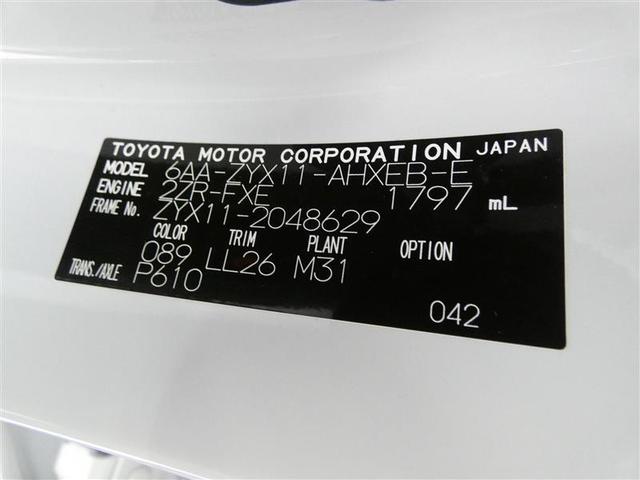 TOYOTA MOTOR CORPORATION JAPAN
MODEL 6AA-ZYX11-AHXEB-E
ENGINE 2ZR-FXE 1797 mL
FRAME No. ZYX11-2048629
COLOR TRIM PLANT OPTION
089 LL26 M31
TRANS./AXLE P610
042